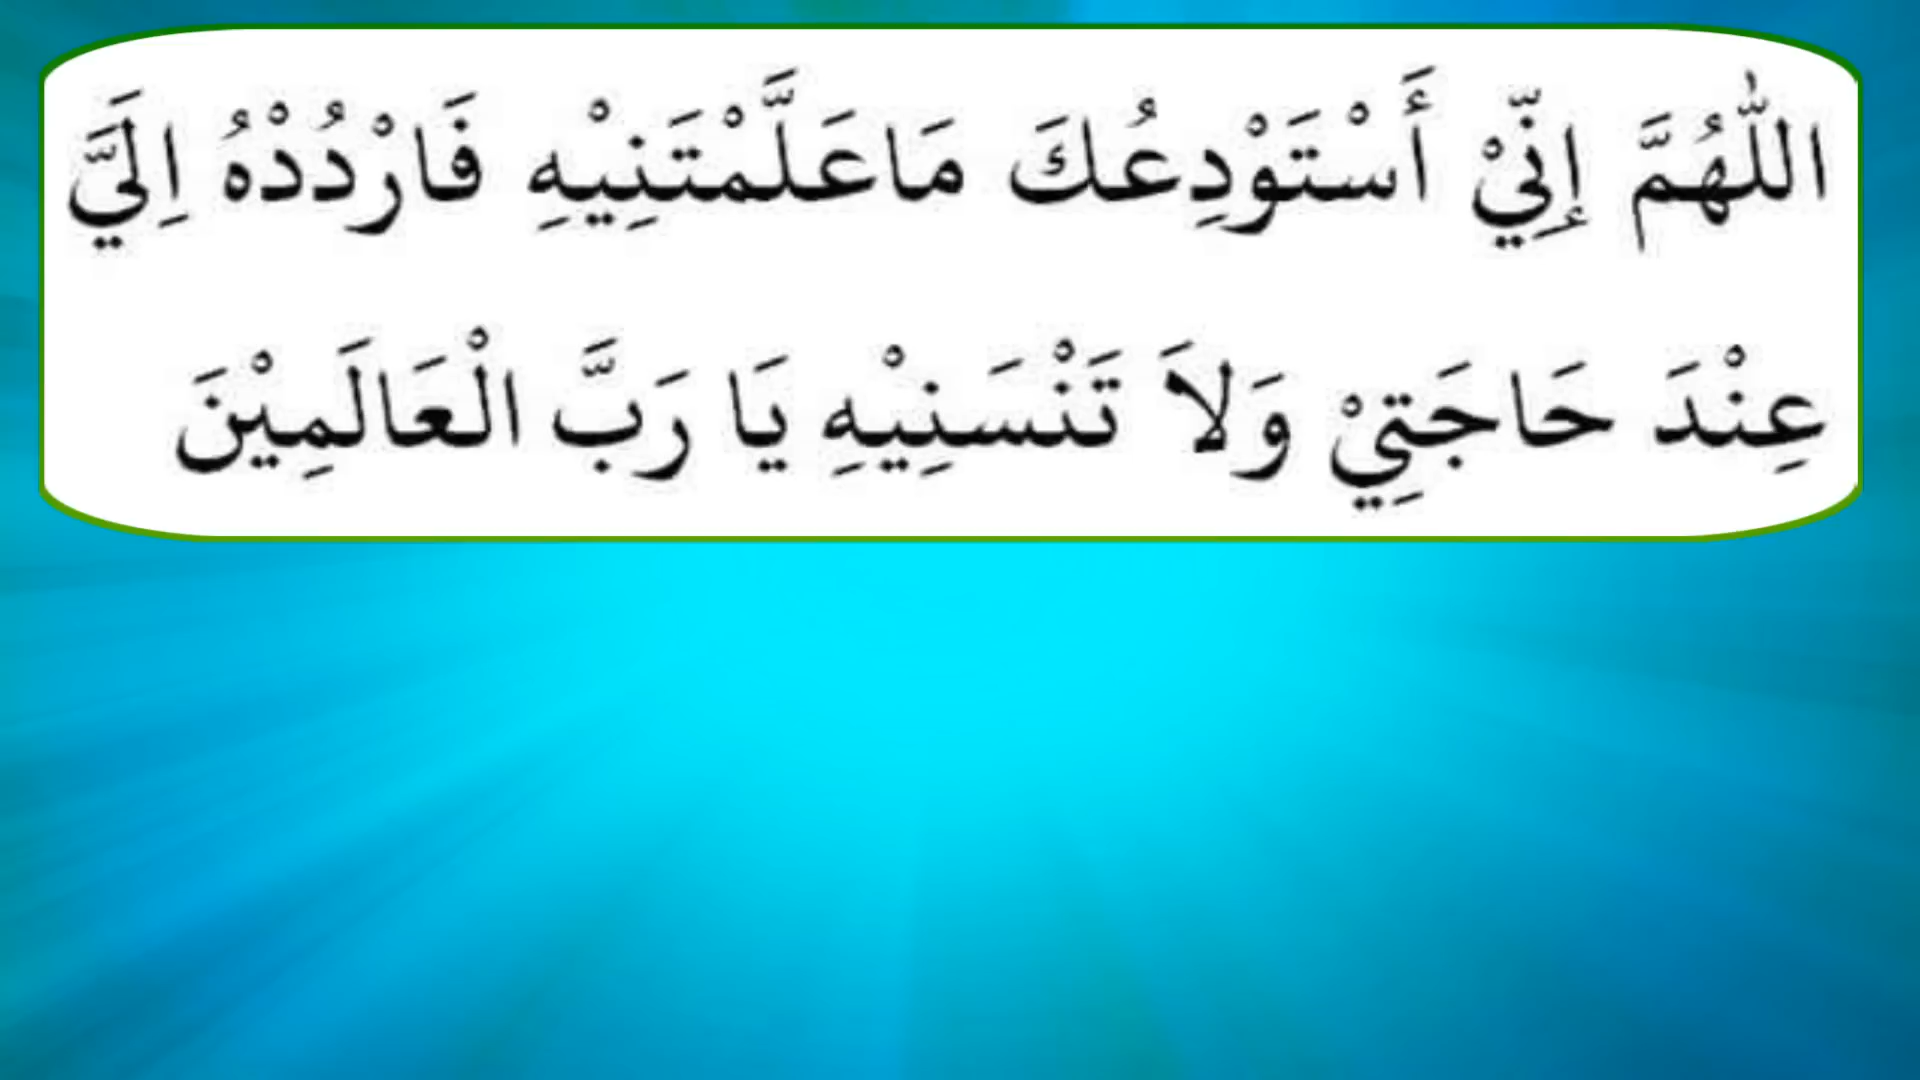 اللّٰهُمَّ إِنِّيْ أَسْتَوْدِعُكَ مَاعَلَّمْتَنِيْهِ فَارْدُدْهُ اِلَيَّ
عِنْدَ حَاجَتِيْ وَلاَ تَنْسَنِيْهِ يَا رَبَّ الْعَالَمِيْنَ